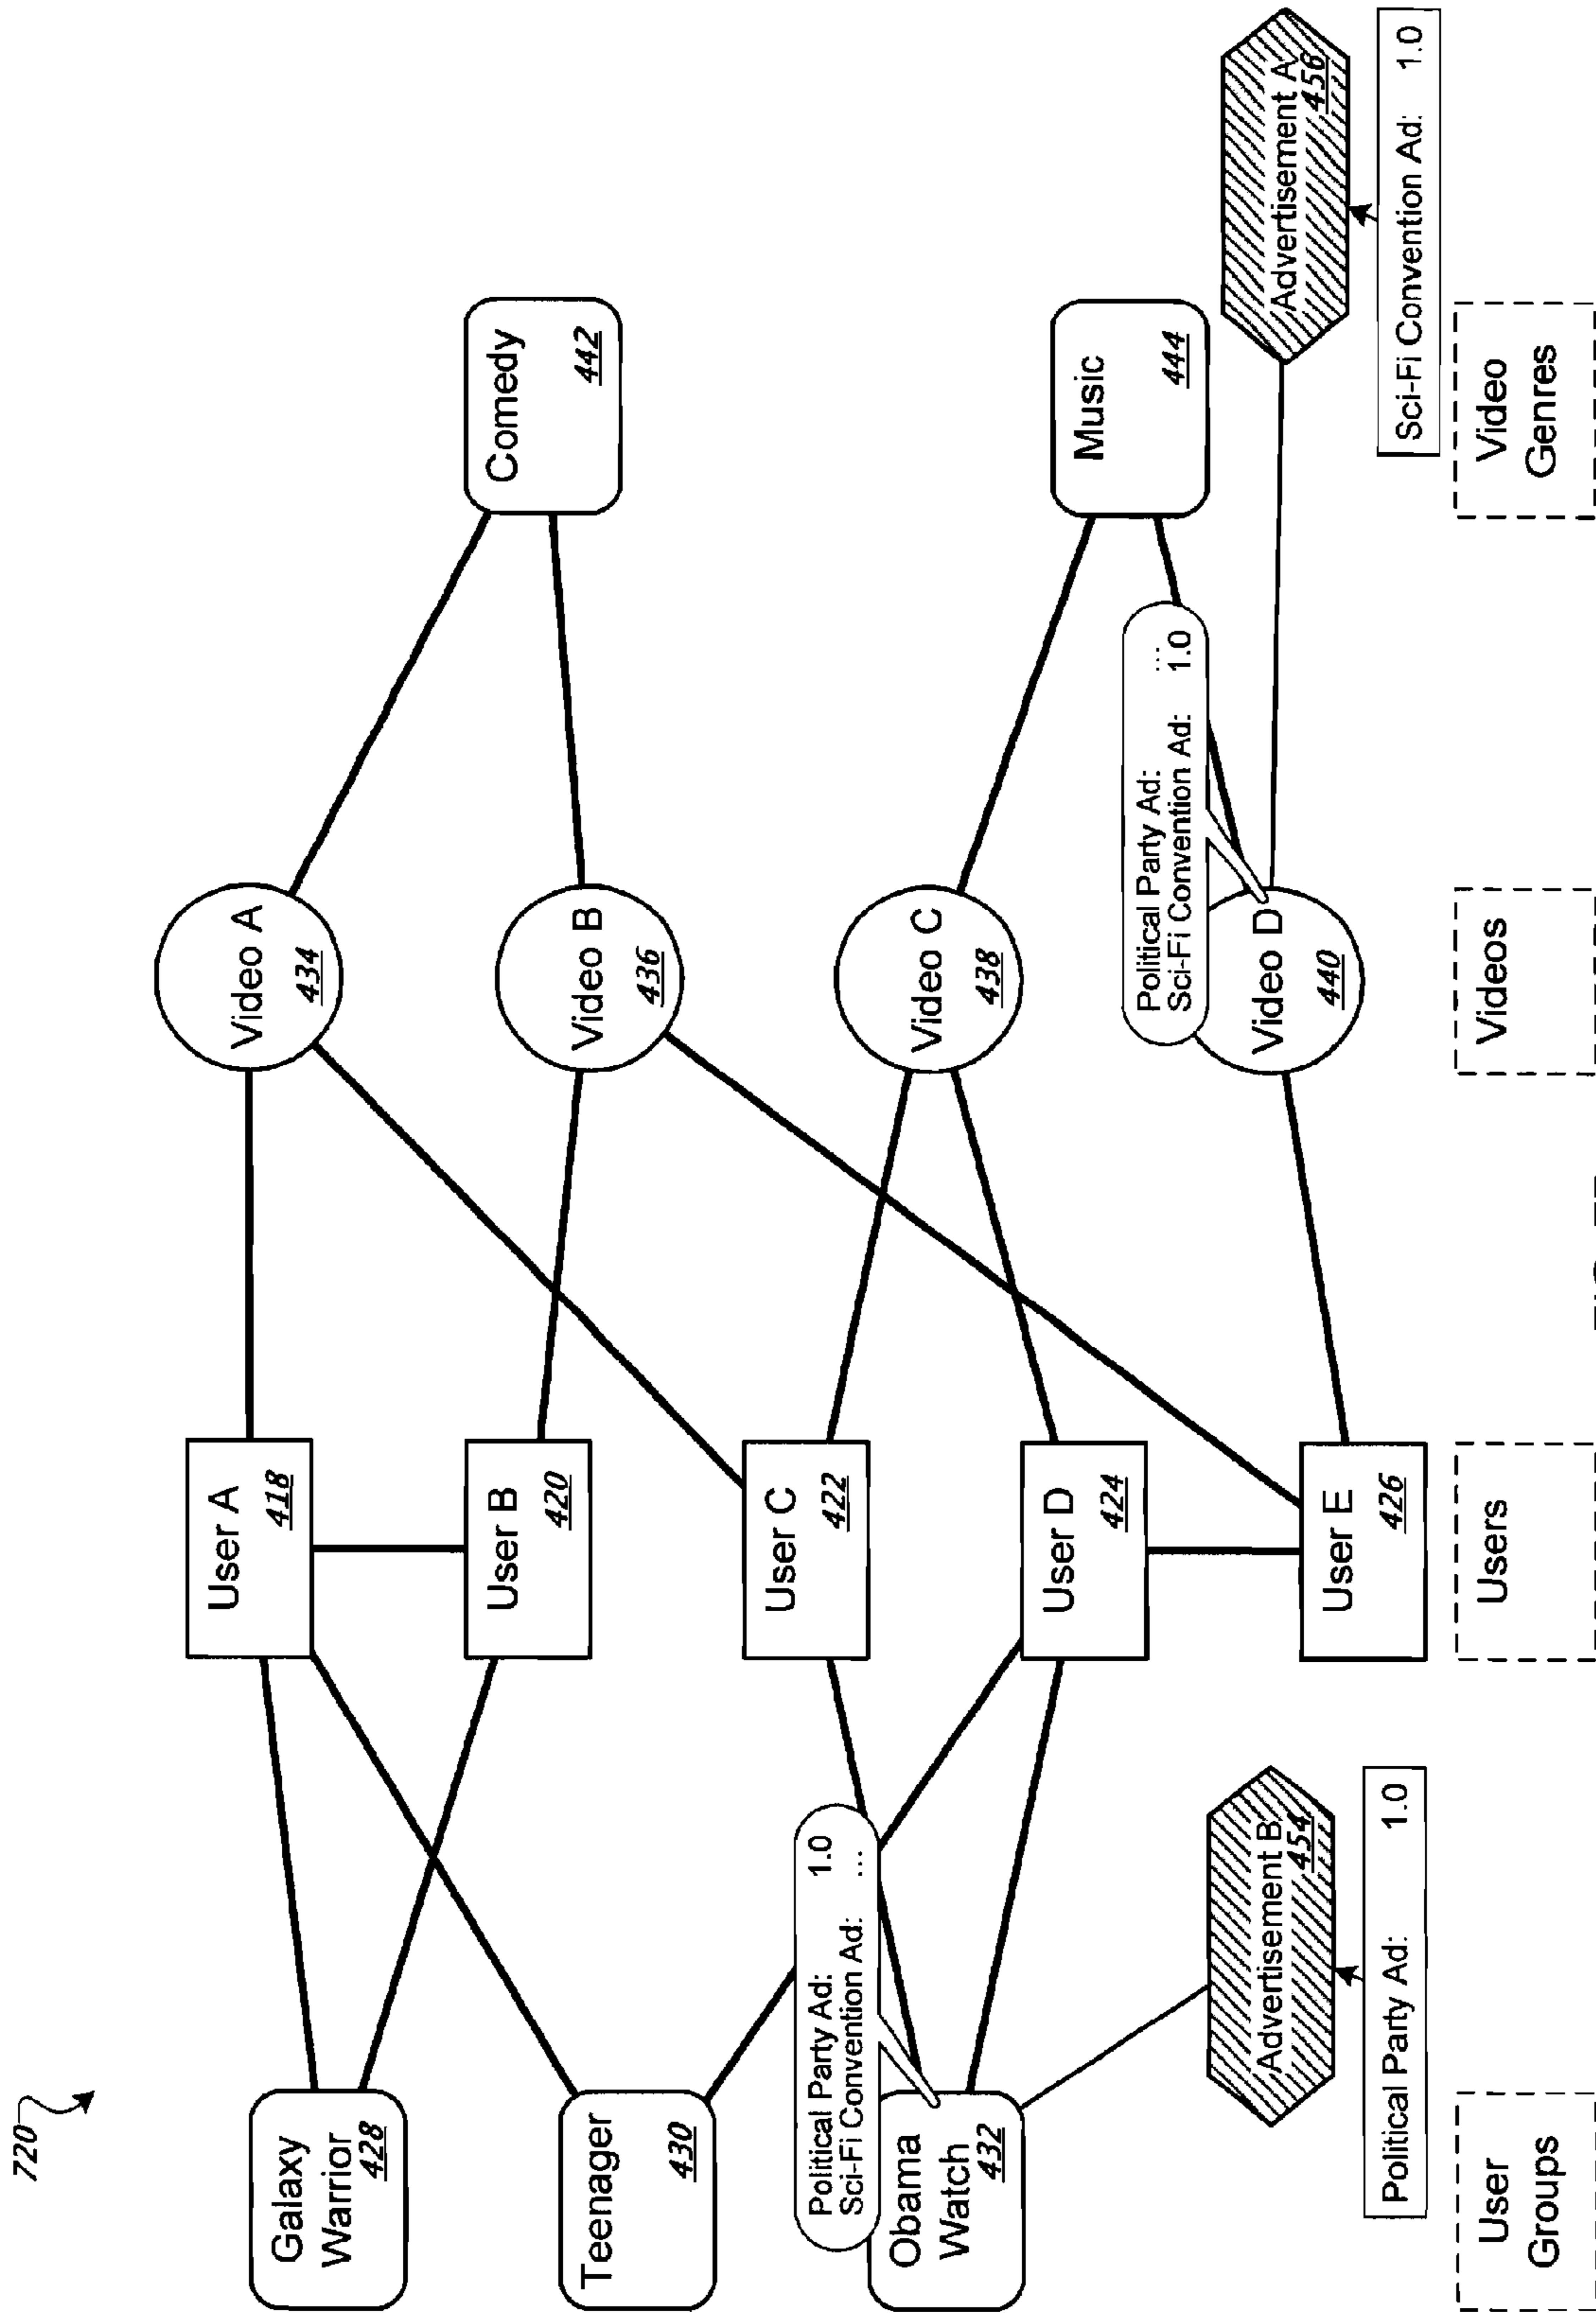 720
Galaxy
Warrior
428
Teenager
430
Obama
Watch
432
Political Party Ad: 1.0
Sci-Fi Convention Ad: ...
Advertisement B
454
Political Party Ad: 1.0
User
Groups
User A
418
User B
420
User C
422
User D
424
User E
426
Users
Video A
434
Video B
436
Video C
438
Video D
440
Political Party Ad: ...
Sci-Fi Convention Ad: 1.0
Videos
Comedy
442
Music
444
Advertisement A
456
Sci-Fi Convention Ad: 1.0
Video
Genres